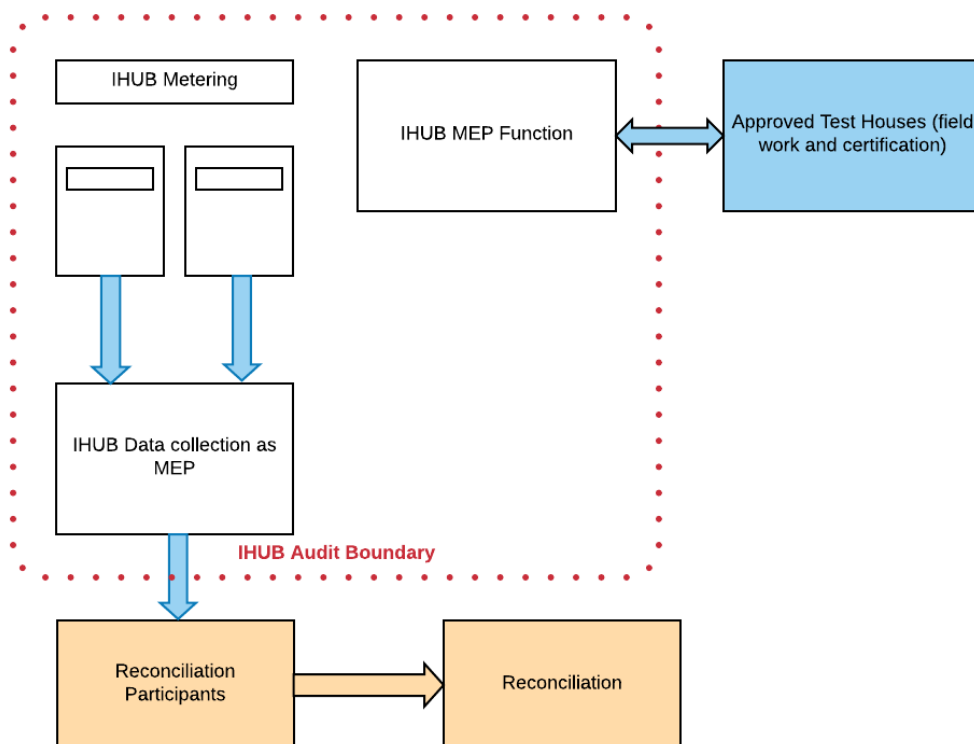 IHUB Metering
IHUB MEP Function
Approved Test Houses (field
work and certification)
IHUB Data collection as
MEP
IHUB Audit Boundary
Reconciliation
Participants
Reconciliation